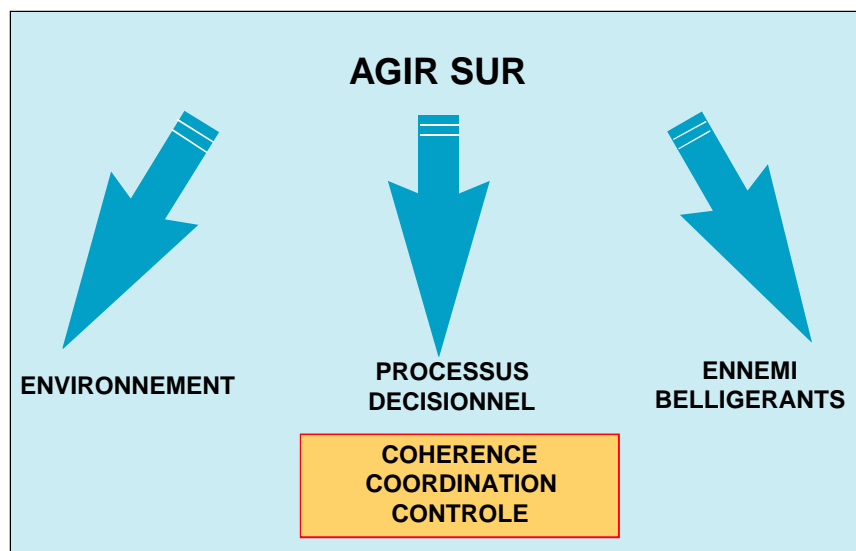 AGIR SUR
ENVIRONNEMENT
PROCESSUS
DECISIONNEL
ENNEMI
BELLIGERANTS
COHERENCE
COORDINATION
CONTROLE